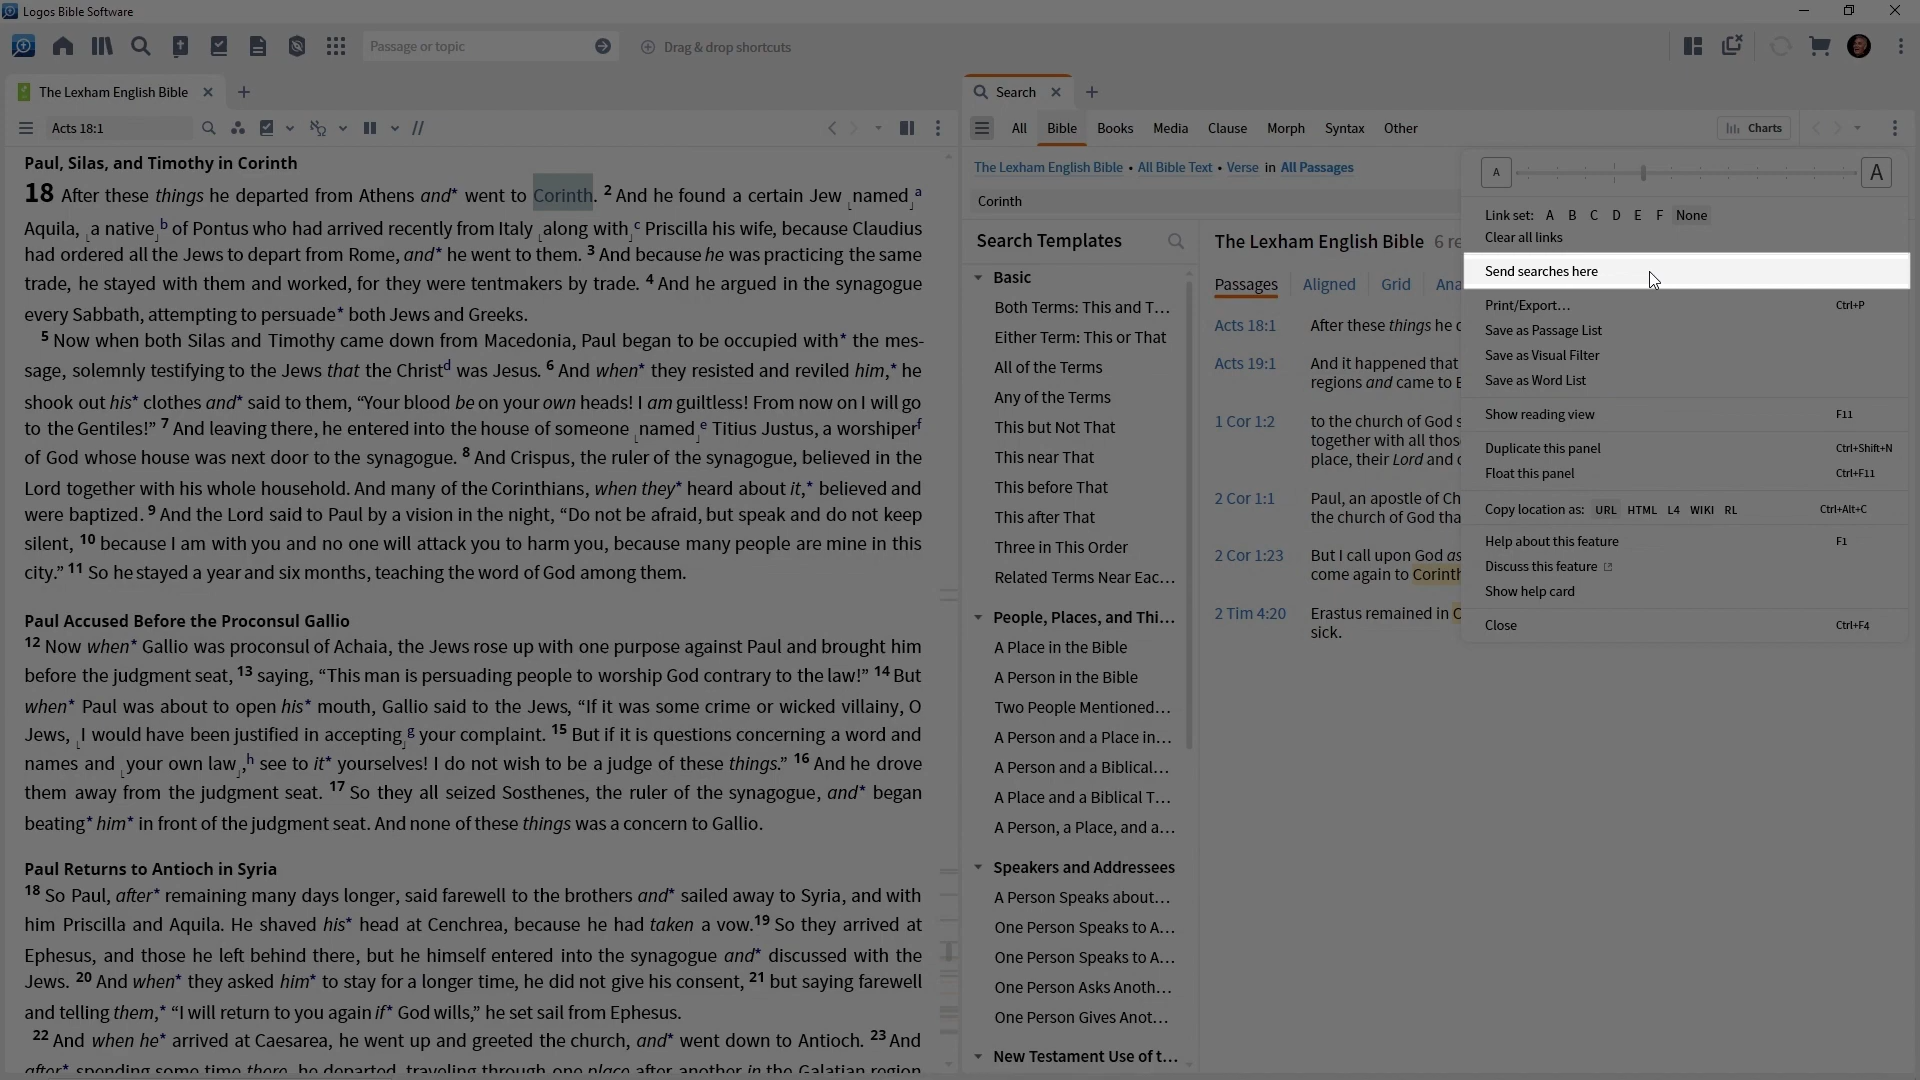 Logos Bible Software
Passage or topic
Drag & drop shortcuts
The Lexham English Bible
Acts 18:1
Paul, Silas, and Timothy in Corinth
18 After these things he departed from Athens and* went to Corinth. 2 And he found a certain Jew ⌊named⌋a
Aquila, ⌊a native⌋b of Pontus who had arrived recently from Italy ⌊along with⌋c Priscilla his wife, because Claudius
had ordered all the Jews to depart from Rome, and* he went to them. 3 And because he was practicing the same
trade, he stayed with them and worked, for they were tentmakers by trade. 4 And he argued in the synagogue
every Sabbath, attempting to persuade* both Jews and Greeks.
5 Now when both Silas and Timothy came down from Macedonia, Paul began to be occupied with* the mes-
sage, solemnly testifying to the Jews that the Christd was Jesus. 6 And when* they resisted and reviled him,* he
shook out his* clothes and* said to them, “Your blood be on your own heads! I am guiltless! From now on I will go
to the Gentiles!” 7 And leaving there, he entered into the house of someone ⌊named⌋e Titius Justus, a worshiperf
of God whose house was next door to the synagogue. 8 And Crispus, the ruler of the synagogue, believed in the
Lord together with his whole household. And many of the Corinthians, when they* heard about it,* believed and
were baptized. 9 And the Lord said to Paul by a vision in the night, “Do not be afraid, but speak and do not keep
silent, 10 because I am with you and no one will attack you to harm you, because many people are mine in this
city.” 11 So he stayed a year and six months, teaching the word of God among them.
Paul Accused Before the Proconsul Gallio
12 Now when* Gallio was proconsul of Achaia, the Jews rose up with one purpose against Paul and brought him
before the judgment seat, 13 saying, “This man is persuading people to worship God contrary to the law!” 14 But
when* Paul was about to open his* mouth, Gallio said to the Jews, “If it was some crime or wicked villainy, O
Jews, ⌊I would have been justified in accepting⌋g your complaint. 15 But if it is questions concerning a word and
names and ⌊your own law⌋,h see to it* yourselves! I do not wish to be a judge of these things.” 16 And he drove
them away from the judgment seat. 17 So they all seized Sosthenes, the ruler of the synagogue, and* began
beating* him* in front of the judgment seat. And none of these things was a concern to Gallio.
Paul Returns to Antioch in Syria
18 So Paul, after* remaining many days longer, said farewell to the brothers and* sailed away to Syria, and with
him Priscilla and Aquila. He shaved his* head at Cenchrea, because he had taken a vow.19 So they arrived at
Ephesus, and those he left behind there, but he himself entered into the synagogue and* discussed with the
Jews. 20 And when* they asked him* to stay for a longer time, he did not give his consent, 21 but saying farewell
and telling them,* “I will return to you again if* God wills,” he set sail from Ephesus.
22 And when he* arrived at Caesarea, he went up and greeted the church, and* went down to Antioch. 23 And
after* spending some time there, he departed, traveling through one place after another in the Galatian region
Search
All Bible Books Media Clause Morph Syntax Other
Charts
The Lexham English Bible • All Bible Text • Verse in All Passages
Corinth
Search Templates
Basic
Both Terms: This and T...
Either Term: This or That
All of the Terms
Any of the Terms
This but Not That
This near That
This before That
This after That
Three in This Order
Related Terms Near Eac...
People, Places, and Thi...
A Place in the Bible
A Person in the Bible
Two People Mentioned...
A Person and a Place in...
A Person and a Biblical...
A Place and a Biblical T...
A Person, a Place, and a...
Speakers and Addressees
A Person Speaks about...
One Person Speaks to A...
One Person Speaks to A...
One Person Asks Anoth...
One Person Gives Anot...
New Testament Use of t...
The Lexham English Bible 6 re
Passages Aligned Grid Ana
Acts 18:1 After these things he d
Acts 19:1 And it happened that
regions and came to E
1 Cor 1:2 to the church of God s
together with all thos
place, their Lord and o
2 Cor 1:1 Paul, an apostle of Ch
the church of God tha
2 Cor 1:23 But I call upon God as
come again to Corinth
2 Tim 4:20 Erastus remained in C
sick.
A A
Link set: A B C D E F None
Clear all links
Send searches here
Print/Export... Ctrl+P
Save as Passage List
Save as Visual Filter
Save as Word List
Show reading view F11
Duplicate this panel Ctrl+Shift+N
Float this panel Ctrl+F11
Copy location as: URL HTML L4 WIKI RL Ctrl+Alt+C
Help about this feature F1
Discuss this feature
Show help card
Close Ctrl+F4